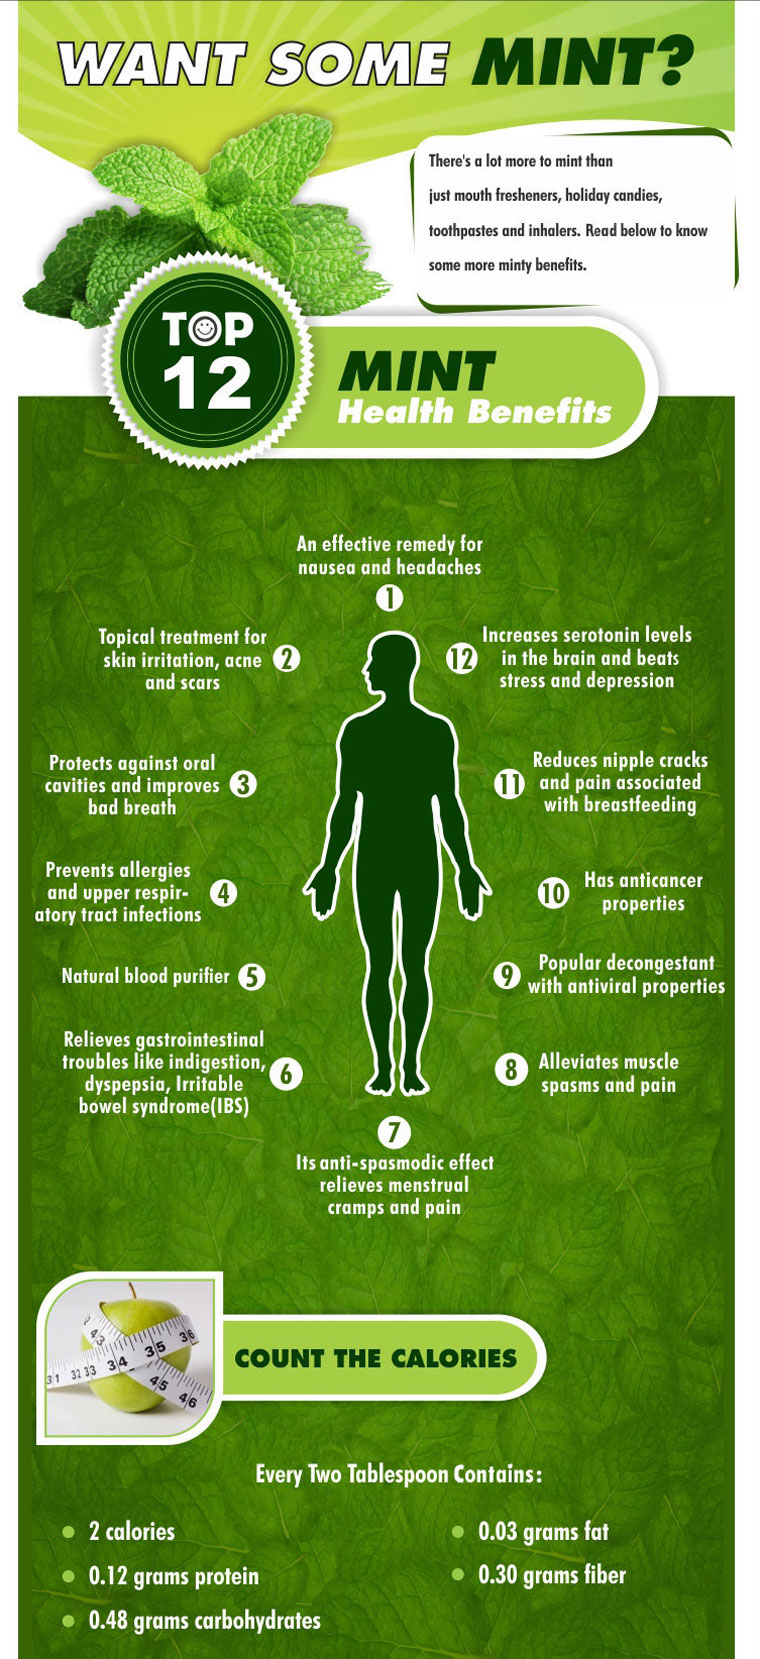 WANT SOME MINT?
There's a lot more to mint than
just mouth fresheners, holiday candies,
toothpastes and inhalers. Read below to know
some more minty benefits.
TOP
12
MINT
Health Benefits
An effective remedy for
nausea and headaches
1
Topical treatment for
skin irritation, acne
and scars
2
Protects against oral
cavities and improves
bad breath
3
Prevents allergies
and upper respir-
atory tract infections
4
Natural blood purifier
5
Relieves gastrointestinal
troubles like indigestion,
dyspepsia, Irritable
bowel syndrome(IBS)
6
7
Its anti-spasmodic effect
relieves menstrual
cramps and pain
8
Alleviates muscle
spasms and pain
9
Popular decongestant
with antiviral properties
10
Has anticancer
properties
11
Reduces nipple cracks
and pain associated
with breastfeeding
12
Increases serotonin levels
in the brain and beats
stress and depression
31 32 33 34 35 36
43
45 46
COUNT THE CALORIES
Every Two Tablespoon Contains:
2 calories
0.12 grams protein
0.48 grams carbohydrates
0.03 grams fat
0.30 grams fiber